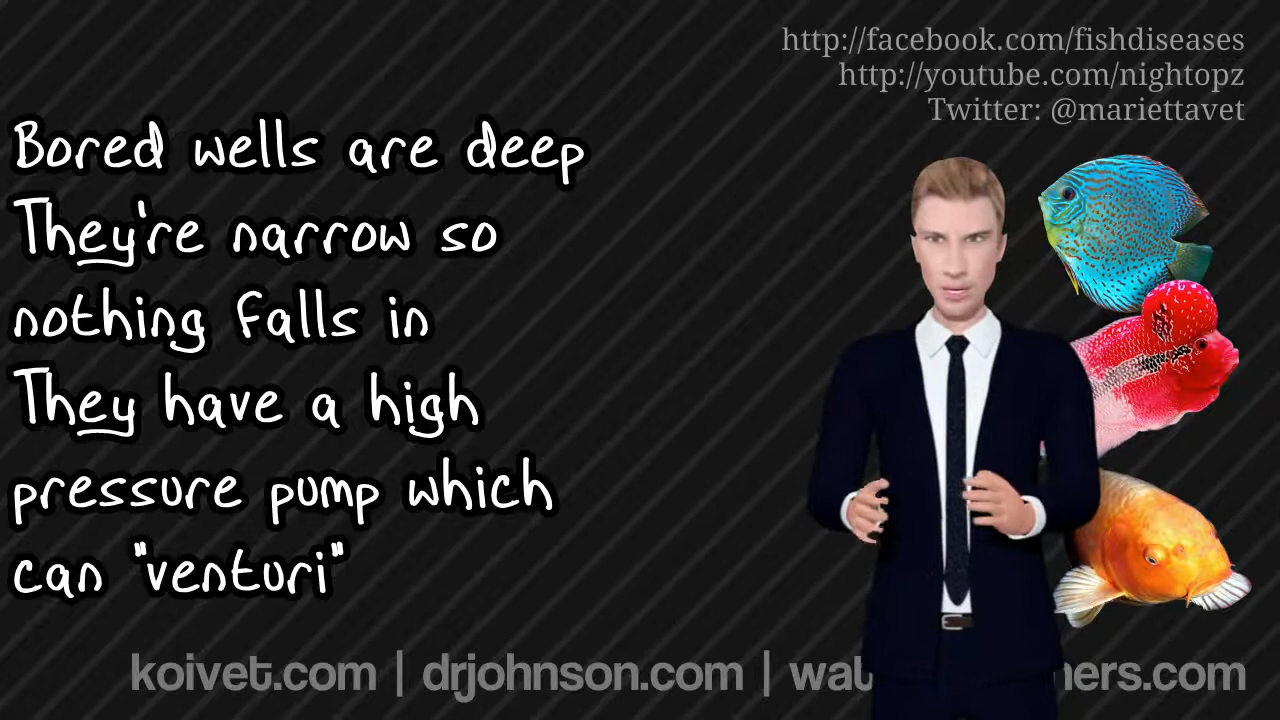 http://facebook.com/fishdiseases
http://youtube.com/nightopz
Twitter: @mariettavet
Bored wells are deep
They're narrow so
nothing falls in
They have a high
pressure pump which
can "venturi"
koivet.com | drjohnson.com |